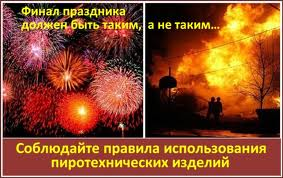 Финал праздника
должен быть таким, а не таким...
Соблюдайте правила использования
пиротехнических изделий